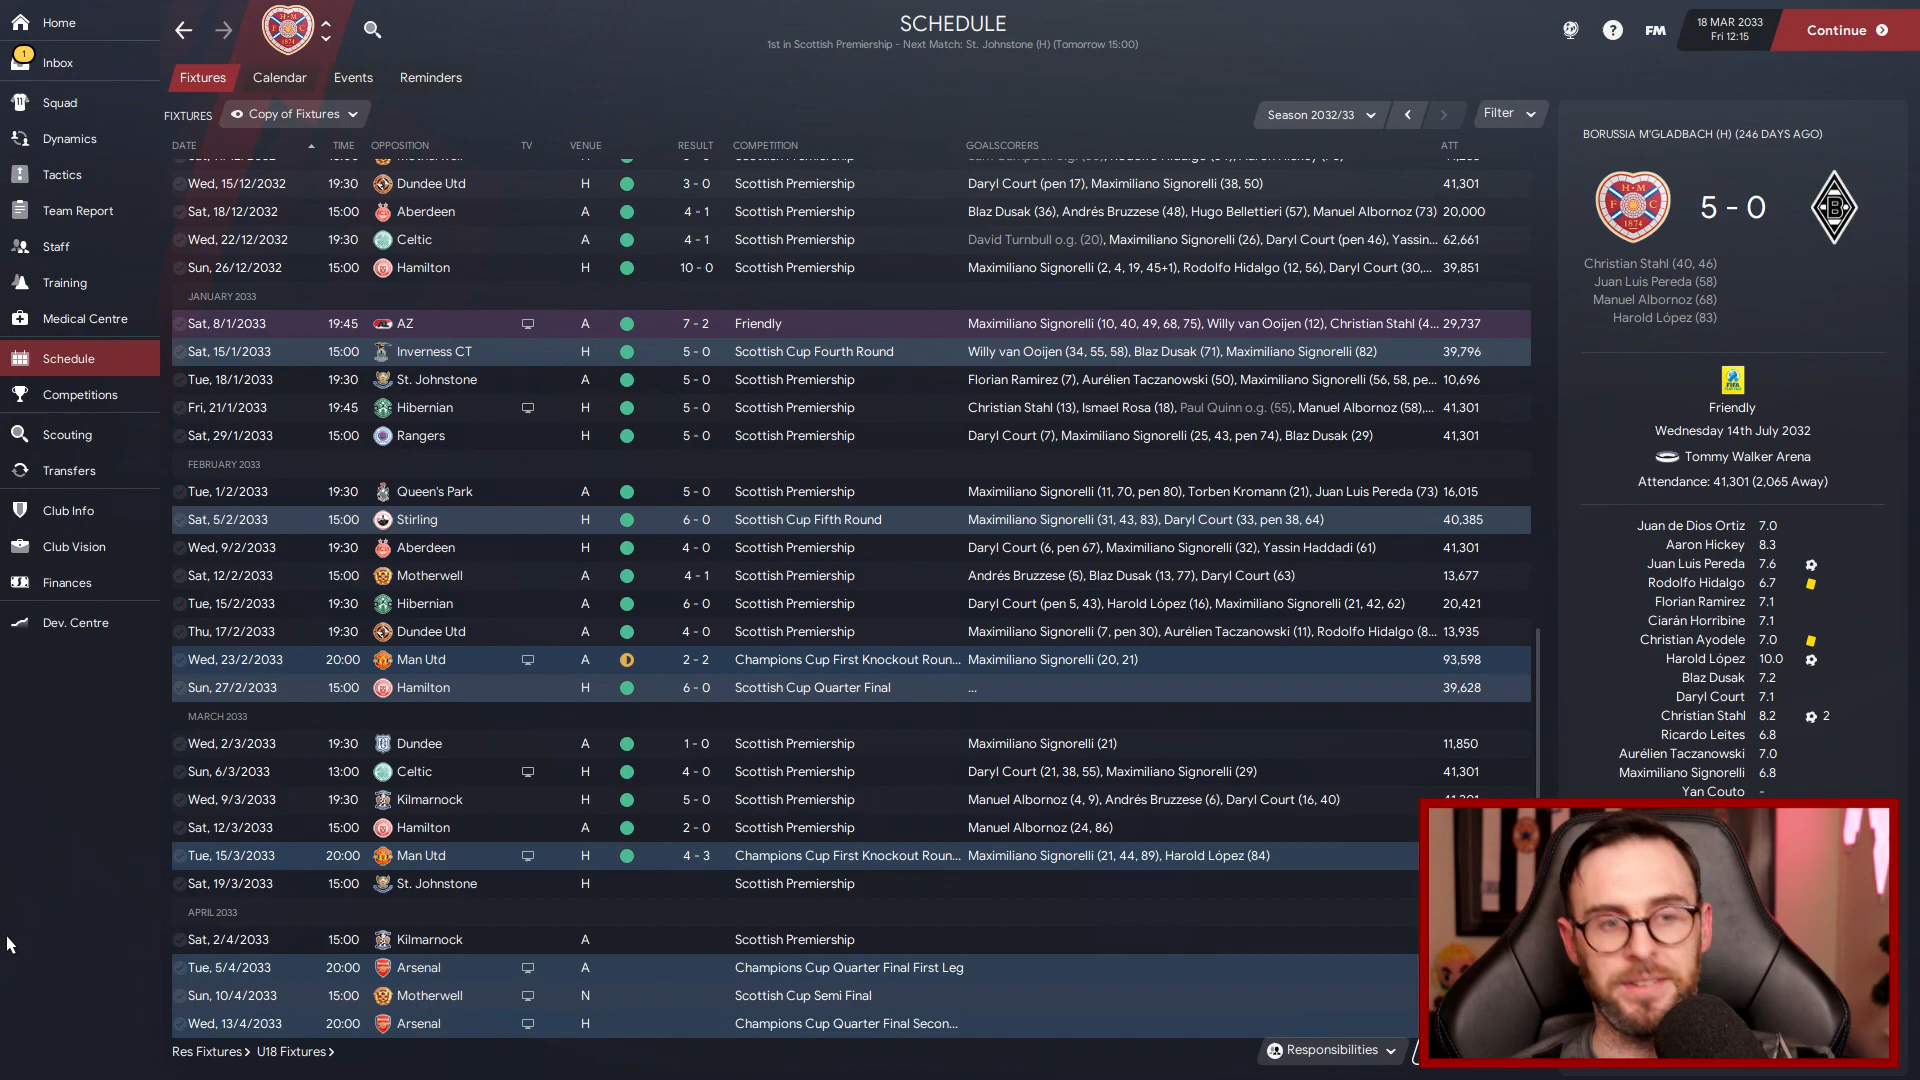 Home
SCHEDULE
1st in Scottish Premiership - Next Match: St. Johnstone (H) (Tomorrow 15:00)
FM
18 MAR 2033
Fri 12:15
Continue
1
Inbox
Squad
Dynamics
Tactics
Team Report
Staff
Training
Medical Centre
Schedule
Competitions
Scouting
Transfers
Club Info
Club Vision
Finances
Dev. Centre
Fixtures Calendar Events Reminders
FIXTURES Copy of Fixtures
Season 2032/33 Filter
DATE TIME OPPOSITION TV VENUE RESULT COMPETITION GOALSCORERS ATT
Wed, 15/12/2032 19:30 Dundee Utd H 3 - 0 Scottish Premiership Daryl Court (pen 17), Maximiliano Signorelli (38, 50) 41,301
Sat, 18/12/2032 15:00 Aberdeen A 4 - 1 Scottish Premiership Blaz Dusak (36), Andrés Bruzzese (48), Hugo Bellettieri (57), Manuel Albornoz (73) 20,000
Wed, 22/12/2032 19:30 Celtic A 4 - 1 Scottish Premiership David Turnbull o.g. (20), Maximiliano Signorelli (26), Daryl Court (pen 46), Yassin... 62,661
Sun, 26/12/2032 15:00 Hamilton H 10 - 0 Scottish Premiership Maximiliano Signorelli (2, 4, 19, 45+1), Rodolfo Hidalgo (12, 56), Daryl Court (30,... 39,851
JANUARY 2033
Sat, 8/1/2033 19:45 AZ A 7 - 2 Friendly Maximiliano Signorelli (10, 40, 49, 68, 75), Willy van Ooijen (12), Christian Stahl (4... 29,737
Sat, 15/1/2033 15:00 Inverness CT H 5 - 0 Scottish Cup Fourth Round Willy van Ooijen (34, 55, 58), Blaz Dusak (71), Maximiliano Signorelli (82) 39,796
Tue, 18/1/2033 19:30 St. Johnstone A 5 - 0 Scottish Premiership Florian Ramirez (7), Aurélien Taczanowski (50), Maximiliano Signorelli (56, 58, pe... 10,696
Fri, 21/1/2033 19:45 Hibernian H 5 - 0 Scottish Premiership Christian Stahl (13), Ismael Rosa (18), Paul Quinn o.g. (55), Manuel Albornoz (58),... 41,301
Sat, 29/1/2033 15:00 Rangers H 5 - 0 Scottish Premiership Daryl Court (7), Maximiliano Signorelli (25, 43, pen 74), Blaz Dusak (29) 41,301
FEBRUARY 2033
Tue, 1/2/2033 19:30 Queen's Park A 5 - 0 Scottish Premiership Maximiliano Signorelli (11, 70, pen 80), Torben Kromann (21), Juan Luis Pereda (73) 16,015
Sat, 5/2/2033 15:00 Stirling H 6 - 0 Scottish Cup Fifth Round Maximiliano Signorelli (31, 43, 83), Daryl Court (33, pen 38, 64) 40,385
Wed, 9/2/2033 19:30 Aberdeen H 4 - 0 Scottish Premiership Daryl Court (6, pen 67), Maximiliano Signorelli (32), Yassin Haddadi (61) 41,301
Sat, 12/2/2033 15:00 Motherwell A 4 - 1 Scottish Premiership Andrés Bruzzese (5), Blaz Dusak (13, 77), Daryl Court (63) 13,677
Tue, 15/2/2033 19:30 Hibernian A 6 - 0 Scottish Premiership Daryl Court (pen 5, 43), Harold López (16), Maximiliano Signorelli (21, 42, 62) 20,421
Thu, 17/2/2033 19:30 Dundee Utd A 4 - 0 Scottish Premiership Maximiliano Signorelli (7, pen 30), Aurélien Taczanowski (11), Rodolfo Hidalgo (8... 13,935
Wed, 23/2/2033 20:00 Man Utd A 2 - 2 Champions Cup First Knockout Roun... Maximiliano Signorelli (20, 21) 93,598
Sun, 27/2/2033 15:00 Hamilton H 6 - 0 Scottish Cup Quarter Final ... 39,628
MARCH 2033
Wed, 2/3/2033 19:30 Dundee A 1 - 0 Scottish Premiership Maximiliano Signorelli (21) 11,850
Sun, 6/3/2033 13:00 Celtic H 4 - 0 Scottish Premiership Daryl Court (21, 38, 55), Maximiliano Signorelli (29) 41,301
Wed, 9/3/2033 19:30 Kilmarnock H 5 - 0 Scottish Premiership Manuel Albornoz (4, 9), Andrés Bruzzese (6), Daryl Court (16, 40)
Sat, 12/3/2033 15:00 Hamilton A 2 - 0 Scottish Premiership Manuel Albornoz (24, 86)
Tue, 15/3/2033 20:00 Man Utd H 4 - 3 Champions Cup First Knockout Roun... Maximiliano Signorelli (21, 44, 89), Harold López (84)
Sat, 19/3/2033 15:00 St. Johnstone H Scottish Premiership
APRIL 2033
Sat, 2/4/2033 15:00 Kilmarnock A Scottish Premiership
Tue, 5/4/2033 20:00 Arsenal A Champions Cup Quarter Final First Leg
Sun, 10/4/2033 15:00 Motherwell N Scottish Cup Semi Final
Wed, 13/4/2033 20:00 Arsenal H Champions Cup Quarter Final Secon...
Res Fixtures U18 Fixtures
Responsibilities
BORUSSIA M'GLADBACH (H) (246 DAYS AGO)
5 - 0
Christian Stahl (40, 46)
Juan Luis Pereda (58)
Manuel Albornoz (68)
Harold López (83)
FIFA
Friendly
Wednesday 14th July 2032
Tommy Walker Arena
Attendance: 41,301 (2,065 Away)
Juan de Dios Ortiz 7.0
Aaron Hickey 8.3
Juan Luis Pereda 7.6
Rodolfo Hidalgo 6.7
Florian Ramirez 7.1
Ciarán Horribine 7.1
Christian Ayodele 7.0
Harold López 10.0
Blaz Dusak 7.2
Daryl Court 7.1
Christian Stahl 8.2 2
Ricardo Leites 6.8
Aurélien Taczanowski 7.0
Maximiliano Signorelli 6.8
Yan Couto -